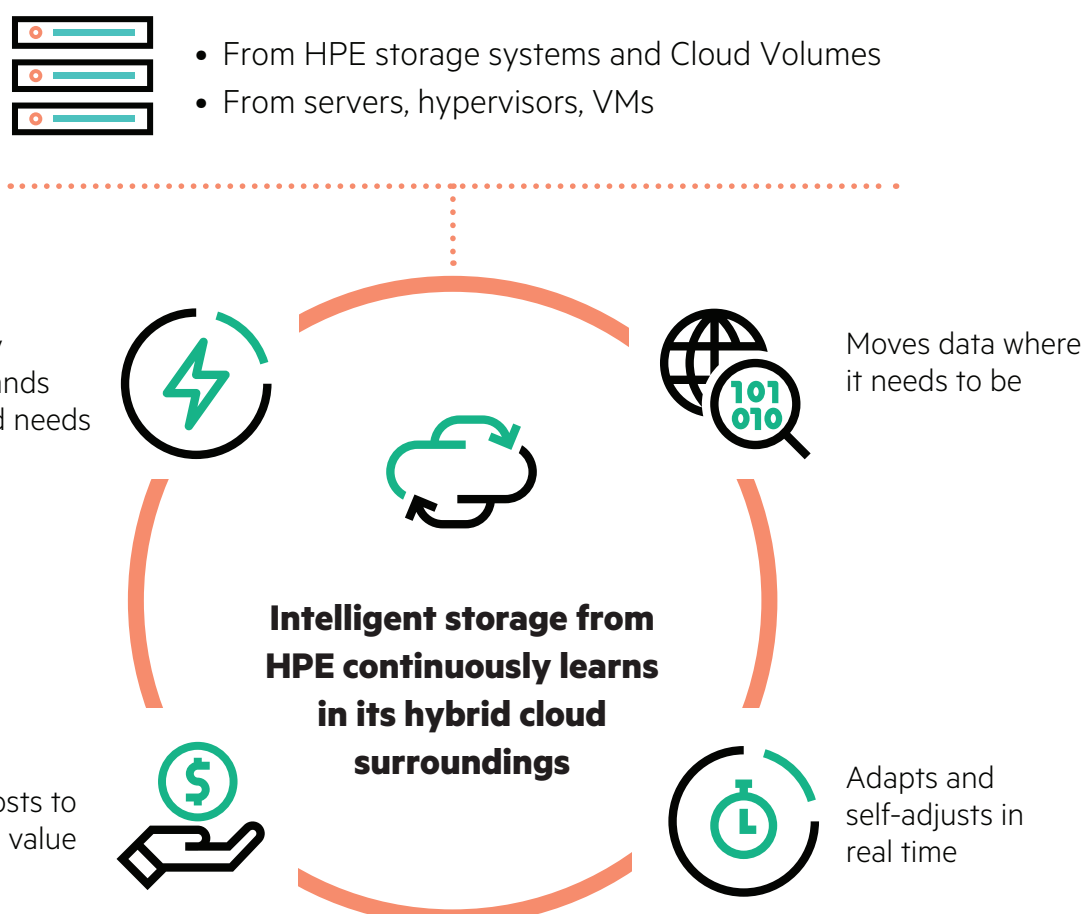 • From HPE storage systems and Cloud Volumes
• From servers, hypervisors, VMs
needs
Moves data where
it needs to be
101
010
Intelligent storage from
HPE continuously learns
in its hybrid cloud
surroundings
$
to
value
Adapts and
self-adjusts in
real time